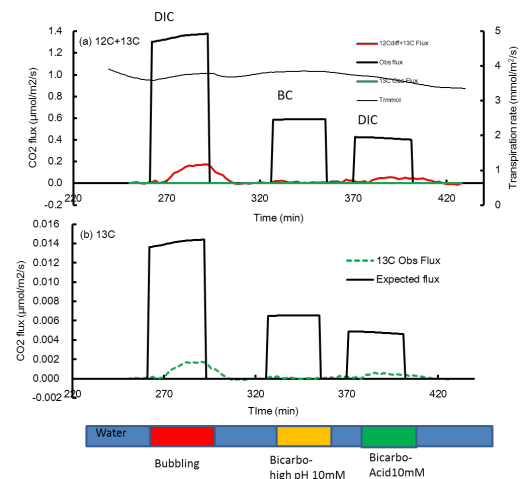 DIC
(a) 12C+13C
12Cdiff+13C Flux
Obs flux
13C Obs Flux
Trmmol
BC
DIC
CO2 flux (µmol/m2/s)
1.4
1.2
1.0
0.8
0.6
0.4
0.2
0.0
-0.2
Transpiration rate (mmol/m2/s)
5
4
3
2
1
0
220
270
320
370
420
Time (min)
(b) 13C
13C Obs Flux
Expected flux
CO2 flux (µmol/m2/s)
0.016
0.014
0.012
0.010
0.008
0.006
0.004
0.002
0.000
-0.002
220
270
320
370
420
TIme (min)
Water
Bubbling
Bicarbo-
high pH 10mM
Bicarbo-
Acid10mM